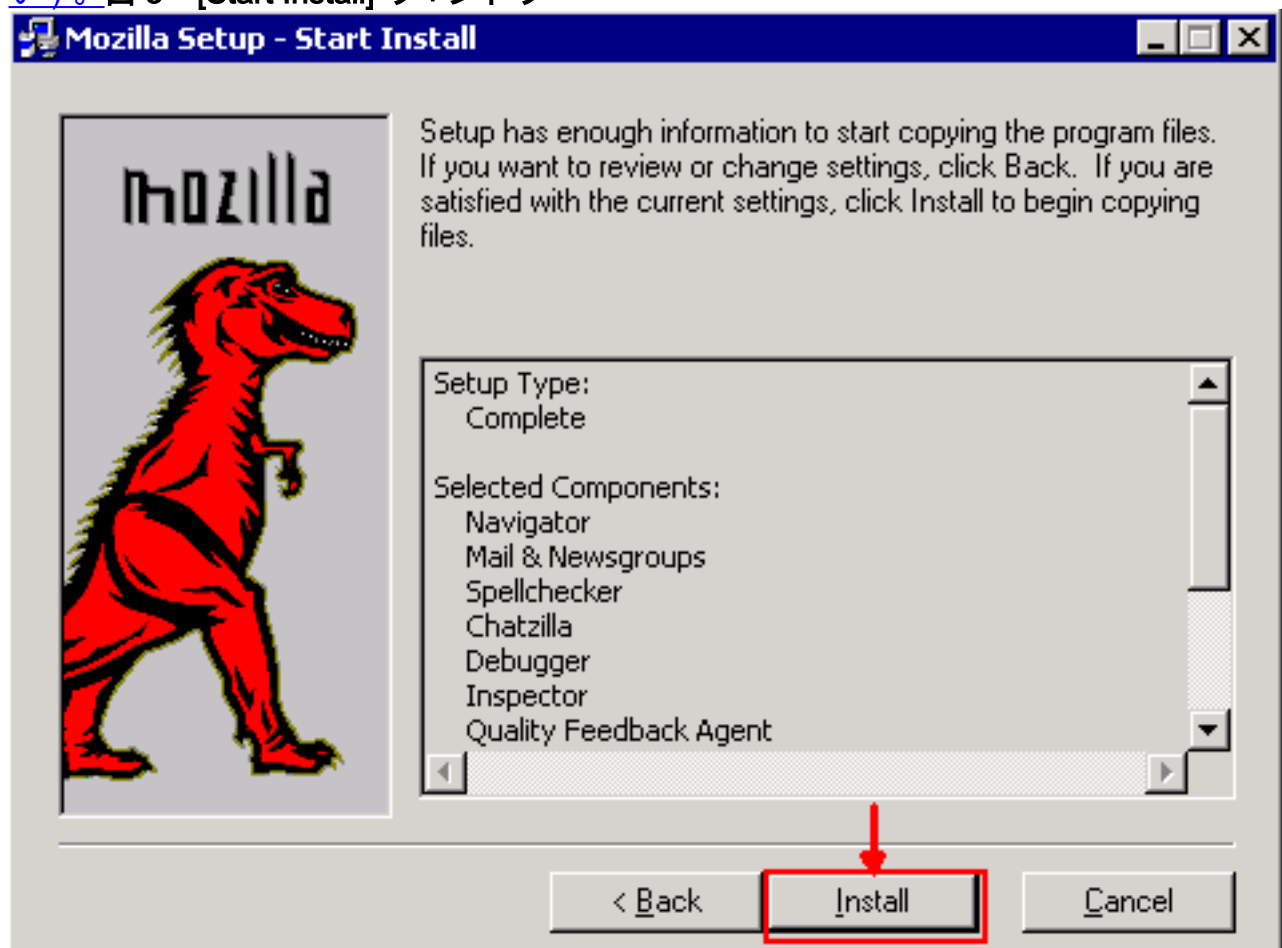 [Start Install]
Mozilla Setup - Start Install
mozilla
Setup has enough information to start copying the program files.
If you want to review or change settings, click Back. If you are
satisfied with the current settings, click Install to begin copying
files.
Setup Type:
Complete
Selected Components:
Navigator
Mail & Newsgroups
Spellchecker
Chatzilla
Debugger
Inspector
Quality Feedback Agent
< Back
Install
Cancel